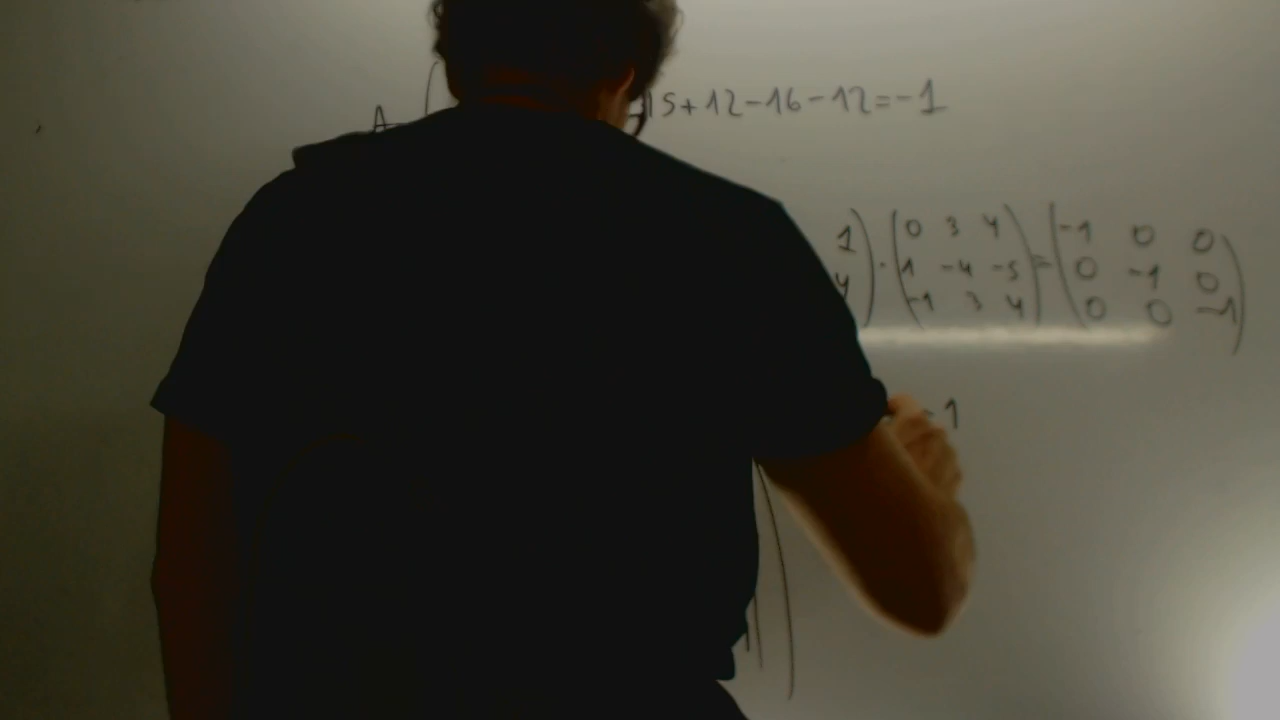 A 15+12-16-12=-1
1) · (0 3 4) = (-1 0 0)
4 1 -4 -5 0 -1 0
-1 3 4 0 0 -1
-1